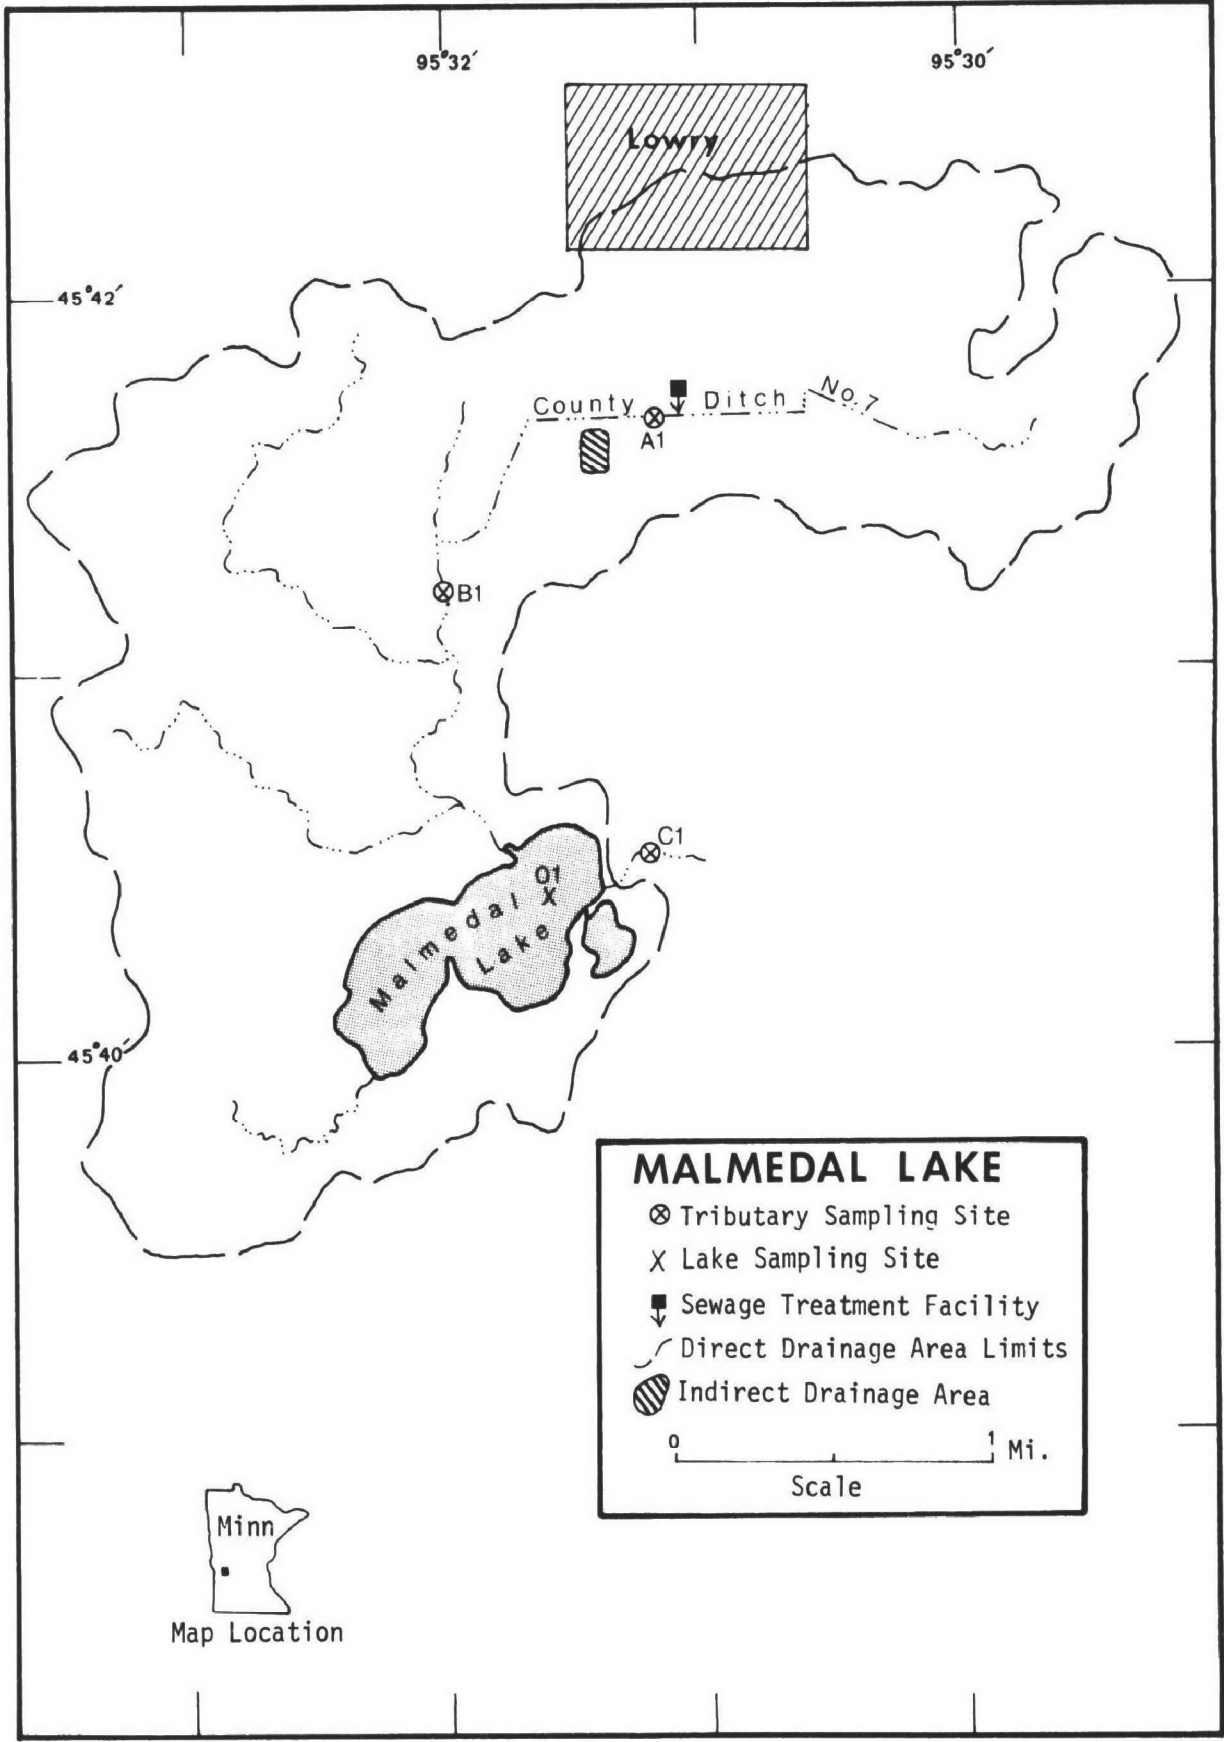 95°32′
95°30′
Lowry
45°42′
County Ditch No. 7
A1
B1
C1
01
X
Malmedal
Lake
45°40′
MALMEDAL LAKE
Tributary Sampling Site
X Lake Sampling Site
Sewage Treatment Facility
Direct Drainage Area Limits
Indirect Drainage Area
0 1 Mi.
Scale
Minn
Map Location